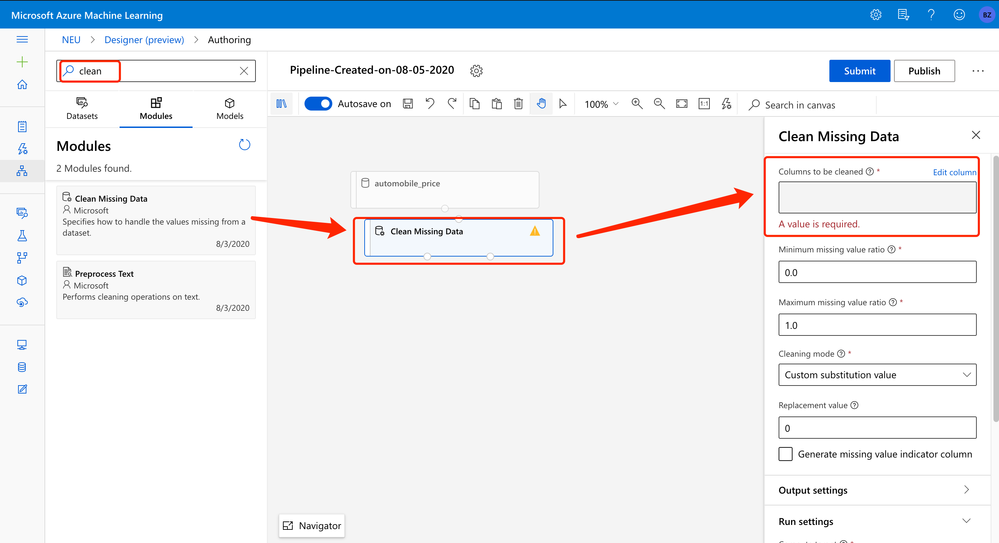 Microsoft Azure Machine Learning
BZ
NEU > Designer (preview) > Authoring
clean
Pipeline-Created-on-08-05-2020
Submit
Publish
...
Datasets
Modules
Models
Autosave on
100%
1:1
Search in canvas
Modules
2 Modules found.
Clean Missing Data
Microsoft
Specifies how to handle the values missing from a
dataset.
8/3/2020
Preprocess Text
Microsoft
Performs cleaning operations on text.
8/3/2020
automobile_price
Clean Missing Data
Navigator
Clean Missing Data
Columns to be cleaned ? *
Edit column
A value is required.
Minimum missing value ratio ? *
0.0
Maximum missing value ratio ? *
1.0
Cleaning mode ? *
Custom substitution value
Replacement value ?
0
Generate missing value indicator column
Output settings
Run settings